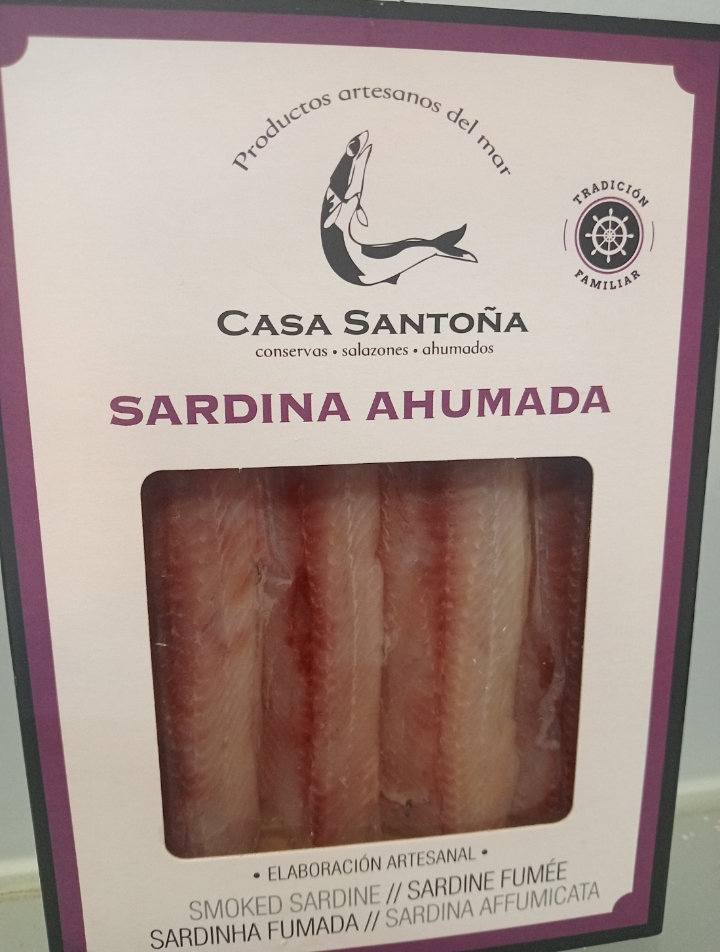 Productos artesanos del mar
TRADICIÓN
FAMILIAR
CASA SANTOÑA
conservas • salazones • ahumados
SARDINA AHUMADA
• ELABORACIÓN ARTESANAL •
SMOKED SARDINE // SARDINE FUMÉE
SARDINHA FUMADA // SARDINA AFFUMICATA